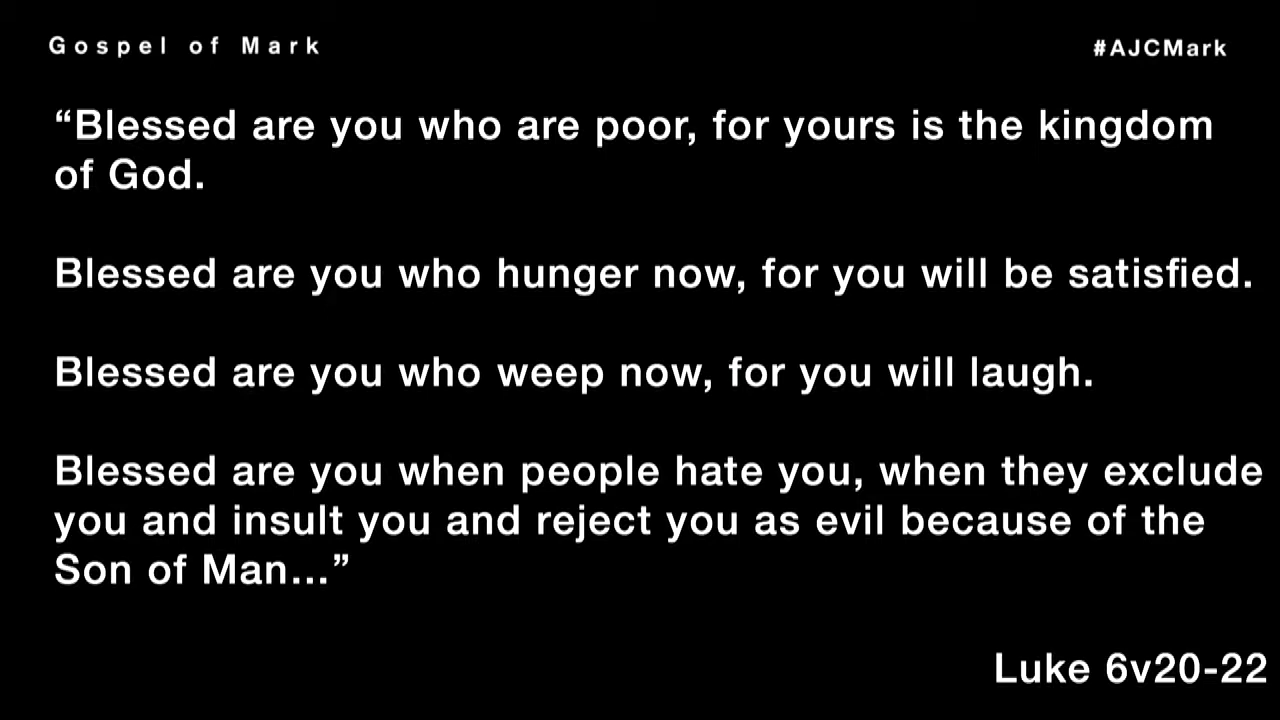 Gospel of Mark
#AJCMark
“Blessed are you who are poor, for yours is the kingdom
of God.
Blessed are you who hunger now, for you will be satisfied.
Blessed are you who weep now, for you will laugh.
Blessed are you when people hate you, when they exclude
you and insult you and reject you as evil because of the
Son of Man...”
Luke 6v20-22